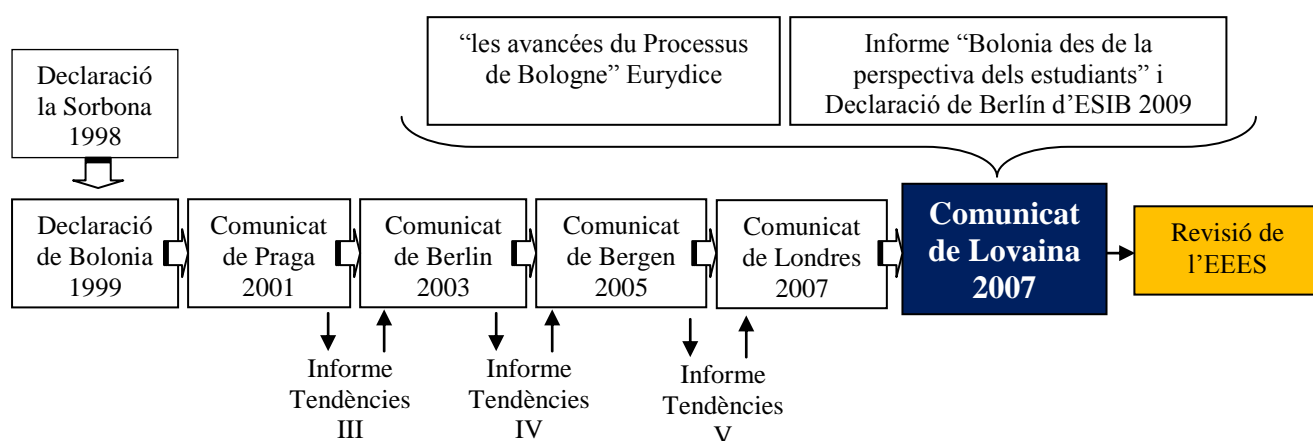 “les avancées du Processus
de Bologne” Eurydice
Informe “Bolonia des de la
perspectiva dels estudiants” i
Declaració de Berlín d’ESIB 2009
Declaració
la Sorbona
1998
Declaració
de Bolonia
1999
Comunicat
de Praga
2001
Comunicat
de Berlin
2003
Comunicat
de Bergen
2005
Comunicat
de Londres
2007
Comunicat
de Lovaina
2007
Revisió de
l’EEES
Informe
Tendències
III
Informe
Tendències
IV
Informe
Tendències
V